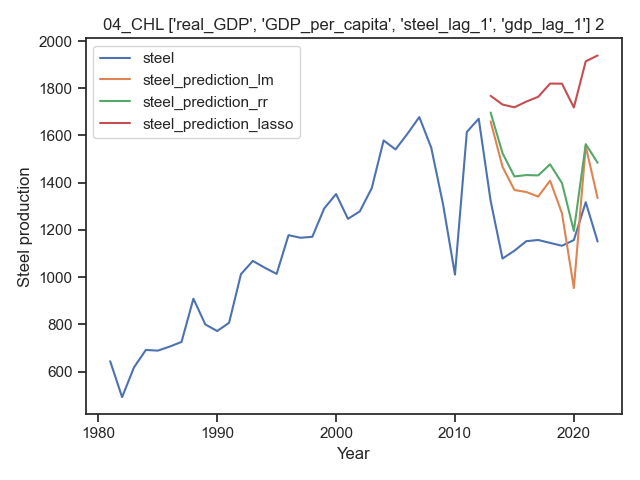 04_CHL ['real_GDP', 'GDP_per_capita', 'steel_lag_1', 'gdp_lag_1'] 2
2000
1800
1600
1400
1200
1000
800
600
Steel production
steel
steel_prediction_lm
steel_prediction_rr
steel_prediction_lasso
1980
1990
2000
2010
2020
Year